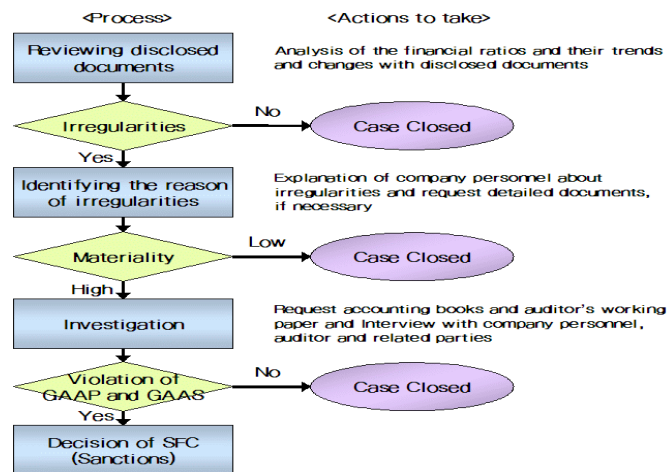 <Process>
<Actions to take>
Reviewing disclosed
documents
Analysis of the financial ratios and their trends
and changes with disclosed documents
Irregularities
No
Case Closed
Yes
Identifying the reason
of irregularities
Explanation of company personnel about
irregularities and request detailed documents,
if necessary
Materiality
Low
Case Closed
High
Investigation
Request accounting books and auditor's working
paper and Interview with company personnel,
auditor and related parties
Violation of
GAAP and GAAS
No
Case Closed
Yes
Decision of SFC
(Sanctions)